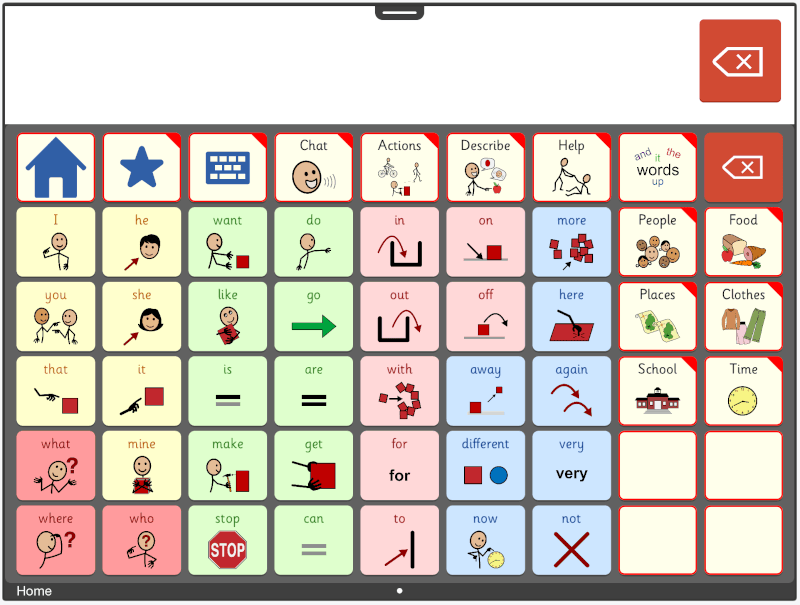 Chat
Actions
Describe
Help
and it the words up
I
he
want
do
in
on
more
People
Food
you
she
like
go
out
off
here
Places
Clothes
that
it
is
are
with
away
again
School
Time
what
?
mine
make
get
for
for
different
very
very
where
?
who
?
stop
STOP
can
to
now
not
Home